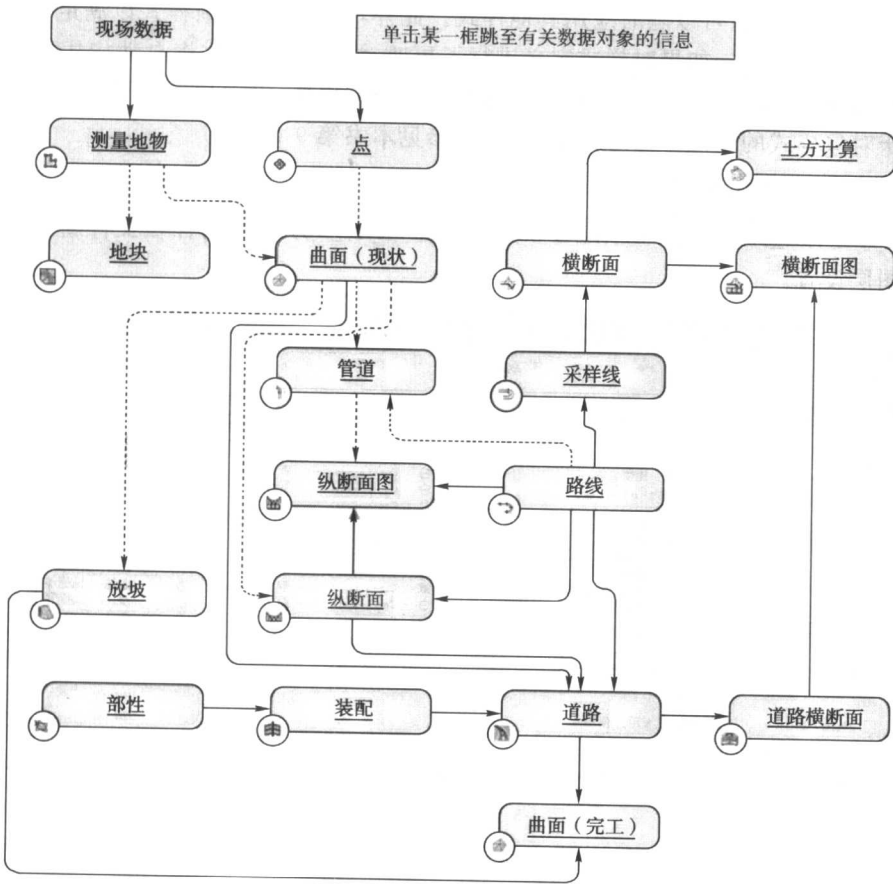 现场数据
单击某一框跳至有关数据对象的信息
测量地物
点
土方计算
地块
曲面（现状）
横断面
横断面图
管道
采样线
纵断面图
路线
放坡
纵断面
部性
装配
道路
道路横断面
曲面（完工）